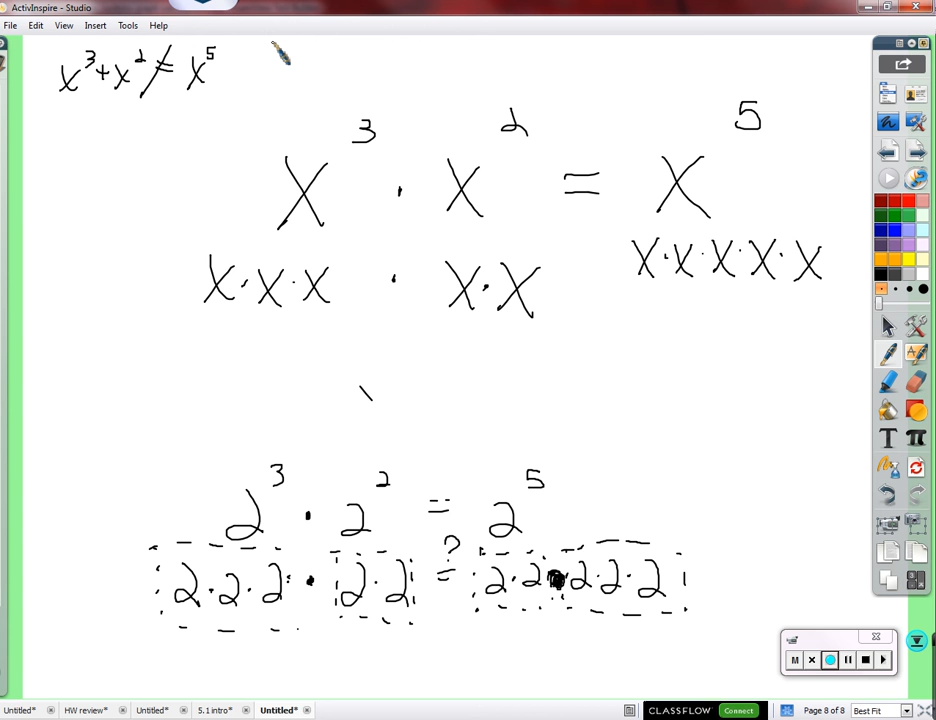 ActivInspire - Studio
File Edit View Insert Tools Help
x³+x² ≠ x⁵
x³ · x² = x⁵
x·x·x · x·x x·x·x·x·x
2³ · 2² = 2⁵
2·2·2 · 2·2 ≟ 2·2·2·2·2
M
Untitled* HW review* Untitled* 5.1 intro* Untitled* CLASSFLOW Connect Page 8 of 8 Best Fit